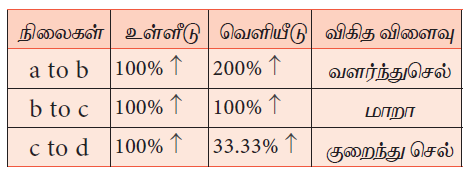 நிலைகள் உள்ளீடு வெளியீடு விகித விளைவு
a to b 100% ↑ 200% ↑ வளர்ந்துசெல்
b to c 100% ↑ 100% ↑ மாறா
c to d 100% ↑ 33.33% ↑ குறைந்து செல்